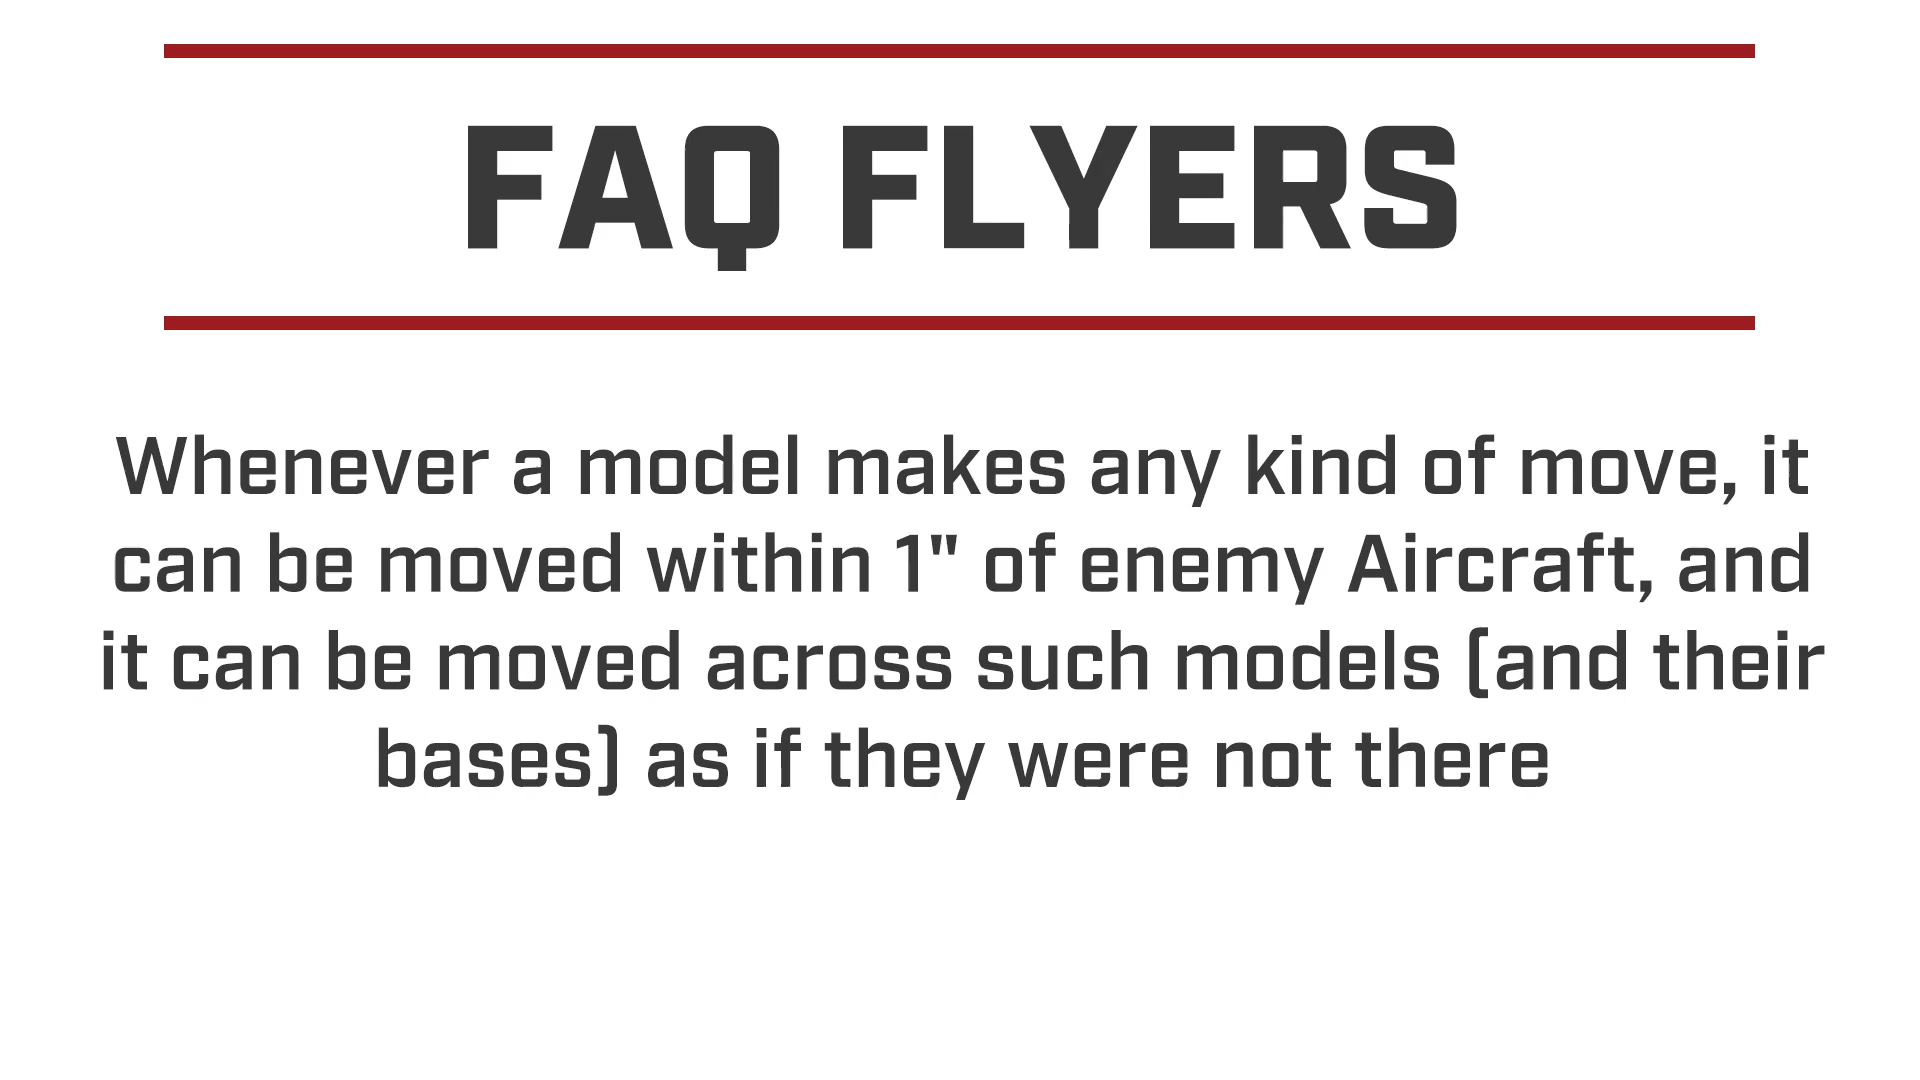 FAQ FLYERS
Whenever a model makes any kind of move, it
can be moved within 1" of enemy Aircraft, and
it can be moved across such models (and their
bases) as if they were not there